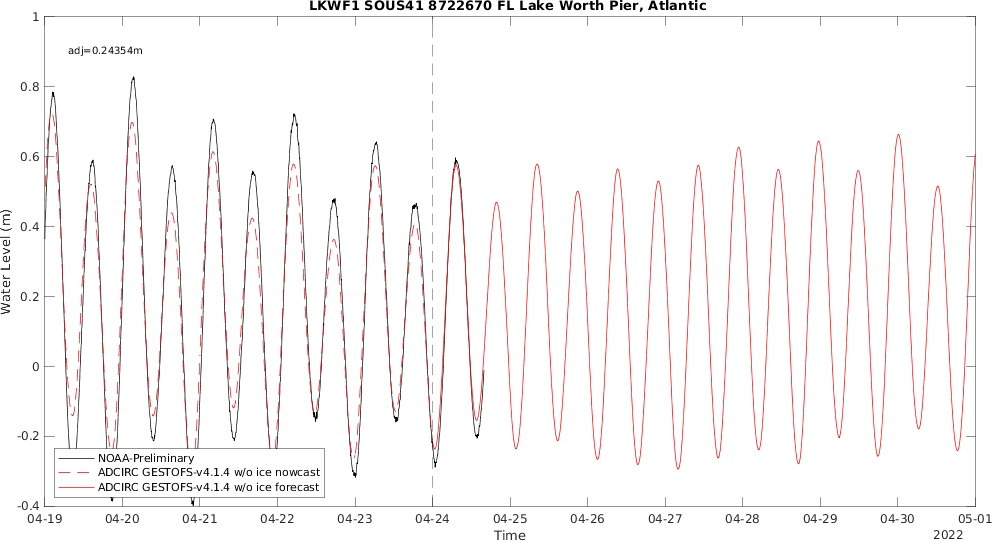 LKWF1 SOUS41 8722670 FL Lake Worth Pier, Atlantic
adj=0.24354m
Water Level (m)
1
0.8
0.6
0.4
0.2
0
-0.2
-0.4
NOAA-Preliminary
ADCIRC GESTOFS-v4.1.4 w/o ice nowcast
ADCIRC GESTOFS-v4.1.4 w/o ice forecast
04-19 04-20 04-21 04-22 04-23 04-24 04-25 04-26 04-27 04-28 04-29 04-30 05-01
Time
2022